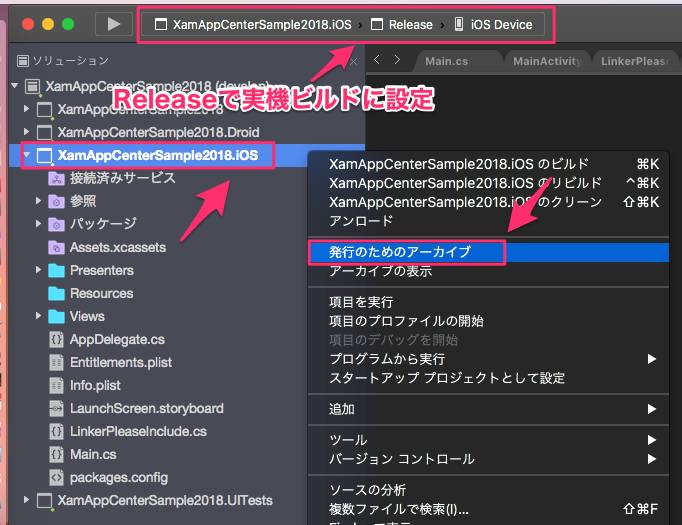 XamAppCenterSample2018.iOS › Release › iOS Device
ソリューション
Main.cs
MainActivity
LinkerPlease
XamAppCenterSample2018 (develop)
Releaseで実機ビルドに設定
XamAppCenterSample2018
XamAppCenterSample2018.Droid
XamAppCenterSample2018.iOS
接続済みサービス
参照
パッケージ
Assets.xcassets
Presenters
Resources
Views
AppDelegate.cs
Entitlements.plist
Info.plist
LaunchScreen.storyboard
LinkerPleaseInclude.cs
Main.cs
packages.config
XamAppCenterSample2018.UITests
XamAppCenterSample2018.iOS のビルド ⌘K
XamAppCenterSample2018.iOS のリビルド ^⌘K
XamAppCenterSample2018.iOS のクリーン ⇧⌘K
アンロード
発行のためのアーカイブ
アーカイブの表示
項目を実行
項目のプロファイルの開始
項目のデバッグを開始
プログラムから実行
スタートアップ プロジェクトとして設定
追加
ツール
バージョン コントロール
ソースの分析
複数ファイルで検索(I)... ⇧⌘F